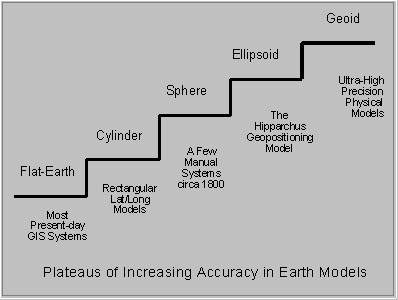 Geoid
Ellipsoid
Sphere
Cylinder
Flat-Earth
Ultra-High
Precision
Physical
Models
The
Hipparchus
Geopositioning
Model
A Few
Manual
Systems
circa 1800
Rectangular
Lat/Long
Models
Most
Present-day
GIS Systems
Plateaus of Increasing Accuracy in Earth Models